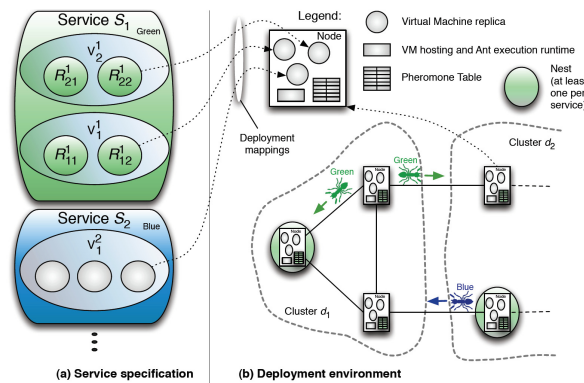 Service S1 Green
V12
R121 R122
V11
R111 R112
Service S2 Blue
V21
(a) Service specification
Legend:
Node
Virtual Machine replica
VM hosting and Ant execution runtime
Pheromone Table
Nest
(at least
one per
service)
Deployment
mappings
Cluster d2
Green
Green
Node
Node
Node
Cluster d1
Node
Blue
Node
(b) Deployment environment